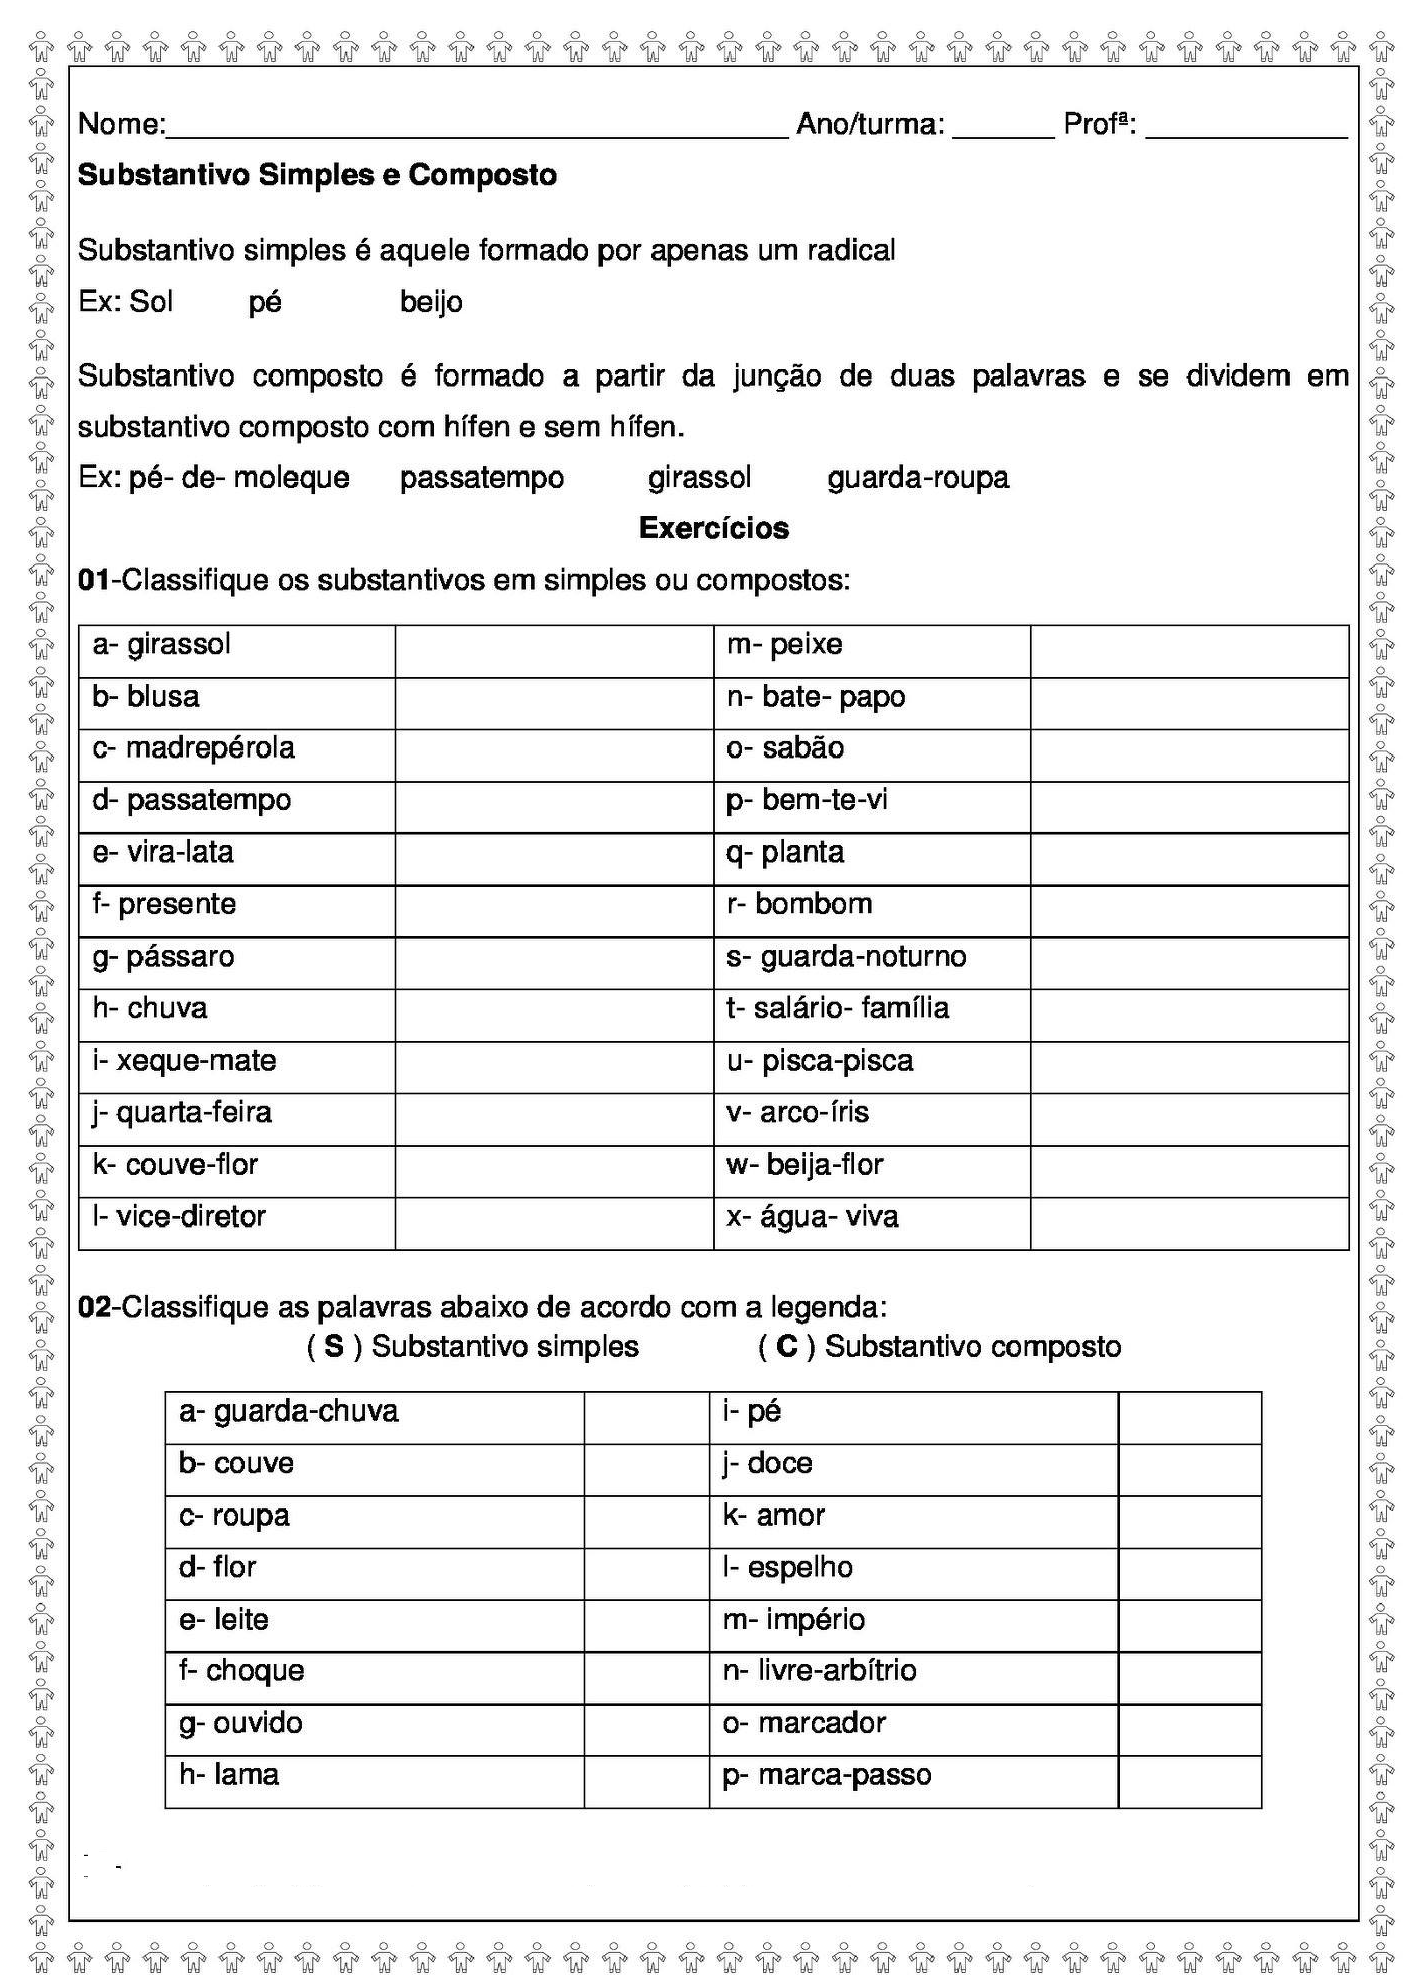 Nome:_______________________________________ Ano/turma: ______ Profª: ____________
Substantivo Simples e Composto
Substantivo simples é aquele formado por apenas um radical
Ex: Sol pé beijo
Substantivo composto é formado a partir da junção de duas palavras e se dividem em
substantivo composto com hífen e sem hífen.
Ex: pé- de- moleque passatempo girassol guarda-roupa
Exercícios
01-Classifique os substantivos em simples ou compostos:
a- girassol m- peixe
b- blusa n- bate- papo
c- madrepérola o- sabão
d- passatempo p- bem-te-vi
e- vira-lata q- planta
f- presente r- bombom
g- pássaro s- guarda-noturno
h- chuva t- salário- família
i- xeque-mate u- pisca-pisca
j- quarta-feira v- arco-íris
k- couve-flor w- beija-flor
l- vice-diretor x- água- viva
02-Classifique as palavras abaixo de acordo com a legenda:
( S ) Substantivo simples ( C ) Substantivo composto
a- guarda-chuva i- pé
b- couve j- doce
c- roupa k- amor
d- flor l- espelho
e- leite m- império
f- choque n- livre-arbítrio
g- ouvido o- marcador
h- lama p- marca-passo